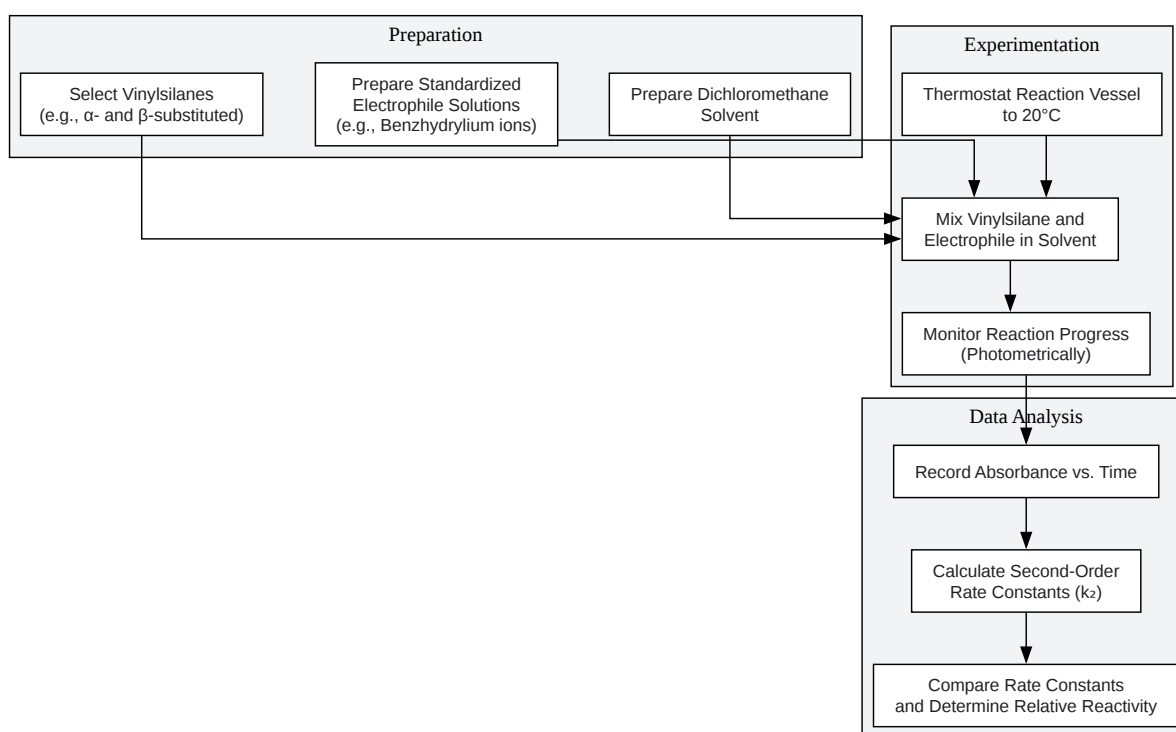 Preparation
Select Vinylsilanes
(e.g., α- and β-substituted)
Prepare Standardized
Electrophile Solutions
(e.g., Benzhydrylium ions)
Prepare Dichloromethane
Solvent
Experimentation
Thermostat Reaction Vessel
to 20°C
Mix Vinylsilane and
Electrophile in Solvent
Monitor Reaction Progress
(Photometrically)
Data Analysis
Record Absorbance vs. Time
Calculate Second-Order
Rate Constants (k₂)
Compare Rate Constants
and Determine Relative Reactivity